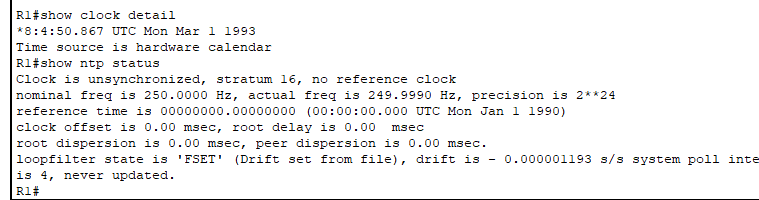 R1#show clock detail
*8:4:50.867 UTC Mon Mar 1 1993
Time source is hardware calendar
R1#show ntp status
Clock is unsynchronized, stratum 16, no reference clock
nominal freq is 250.0000 Hz, actual freq is 249.9990 Hz, precision is 2**24
reference time is 00000000.00000000 (00:00:00.000 UTC Mon Jan 1 1990)
clock offset is 0.00 msec, root delay is 0.00  msec
root dispersion is 0.00 msec, peer dispersion is 0.00 msec.
loopfilter state is 'FSET' (Drift set from file), drift is - 0.000001193 s/s system poll inte
is 4, never updated.
R1#